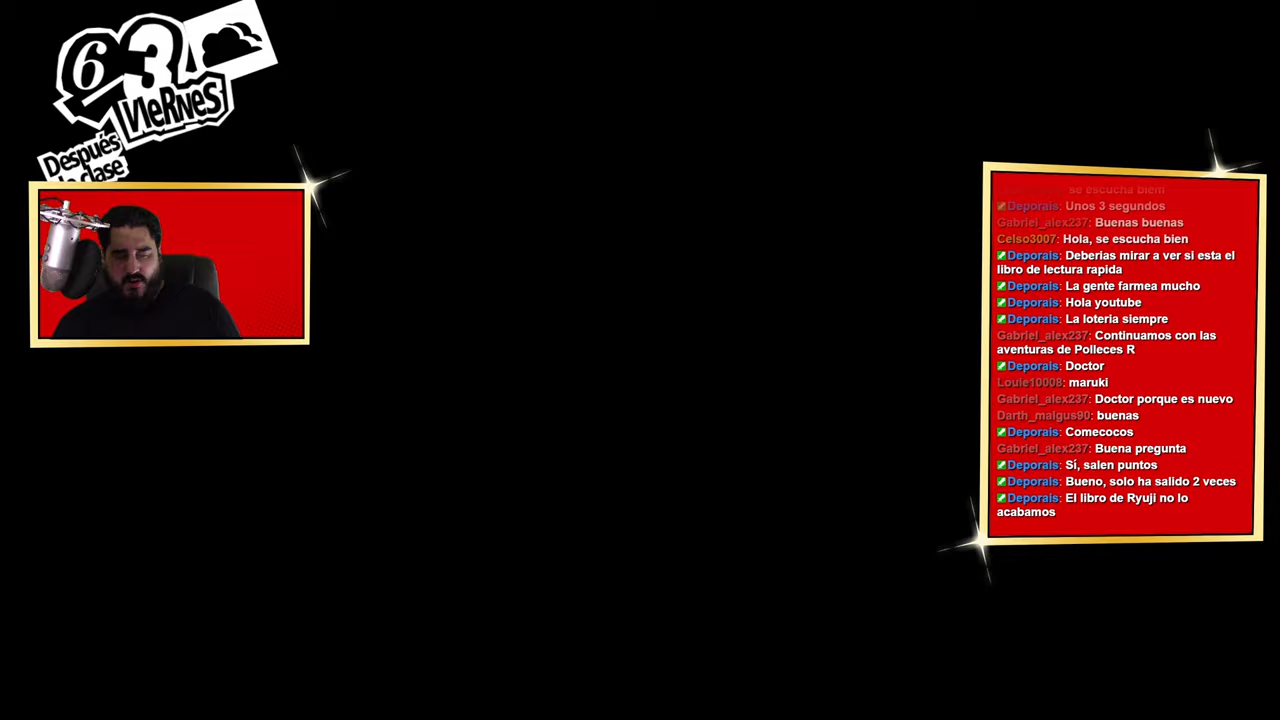 6 3
VIERNES
Después
de clase
se escucha biem
Deporais: Unos 3 segundos
Gabriel_alex237: Buenas buenas
Celso3007: Hola, se escucha bien
Deporais: Deberias mirar a ver si esta el
libro de lectura rapida
Deporais: La gente farmea mucho
Deporais: Hola youtube
Deporais: La loteria siempre
Gabriel_alex237: Continuamos con las
aventuras de Polleces R
Deporais: Doctor
Louie10008: maruki
Gabriel_alex237: Doctor porque es nuevo
Darth_malgus90: buenas
Deporais: Comecocos
Gabriel_alex237: Buena pregunta
Deporais: Sí, salen puntos
Deporais: Bueno, solo ha salido 2 veces
Deporais: El libro de Ryuji no lo
acabamos